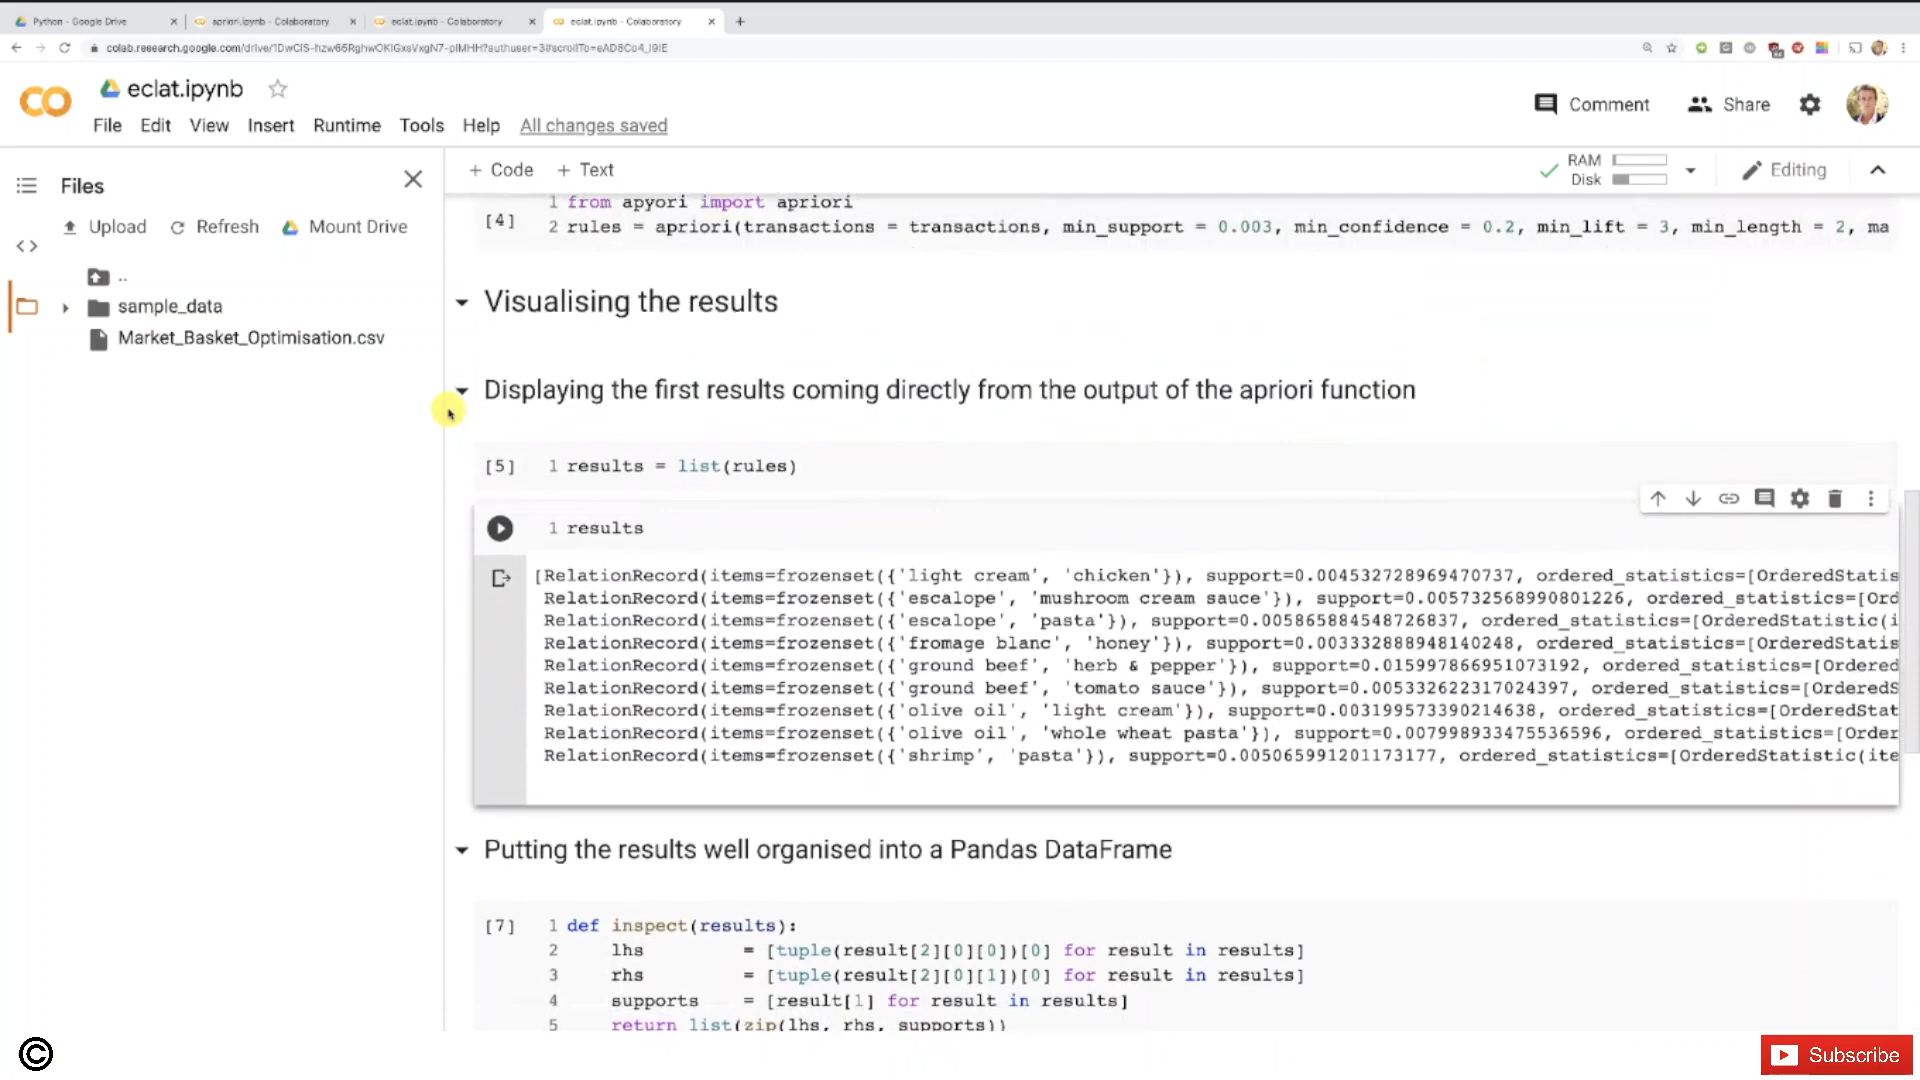 Python - Google Drive
apriori.ipynb - Colaboratory
eclat.ipynb - Colaboratory
eclat.ipynb - Colaboratory
eclat.ipynb
File Edit View Insert Runtime Tools Help All changes saved
Comment Share
Files
Upload Refresh Mount Drive
..
sample_data
Market_Basket_Optimisation.csv
+ Code + Text
RAM
Disk
Editing
[4]
1 from apyori import apriori
2 rules = apriori(transactions = transactions, min_support = 0.003, min_confidence = 0.2, min_lift = 3, min_length = 2, ma
Visualising the results
Displaying the first results coming directly from the output of the apriori function
[5] 1 results = list(rules)
1 results
[RelationRecord(items=frozenset({'light cream', 'chicken'}), support=0.004532728969470737, ordered_statistics=[OrderedStatis
RelationRecord(items=frozenset({'escalope', 'mushroom cream sauce'}), support=0.005732568990801226, ordered_statistics=[Ord
RelationRecord(items=frozenset({'escalope', 'pasta'}), support=0.005865884548726837, ordered_statistics=[OrderedStatistic(i
RelationRecord(items=frozenset({'fromage blanc', 'honey'}), support=0.003332888948140248, ordered_statistics=[OrderedStatis
RelationRecord(items=frozenset({'ground beef', 'herb & pepper'}), support=0.015997866951073192, ordered_statistics=[Ordered
RelationRecord(items=frozenset({'ground beef', 'tomato sauce'}), support=0.005332622317024397, ordered_statistics=[OrderedS
RelationRecord(items=frozenset({'olive oil', 'light cream'}), support=0.003199573390214638, ordered_statistics=[OrderedStat
RelationRecord(items=frozenset({'olive oil', 'whole wheat pasta'}), support=0.007998933475536596, ordered_statistics=[Order
RelationRecord(items=frozenset({'shrimp', 'pasta'}), support=0.005065991201173177, ordered_statistics=[OrderedStatistic(ite
Putting the results well organised into a Pandas DataFrame
[7] 1 def inspect(results):
2 lhs = [tuple(result[2][0][0])[0] for result in results]
3 rhs = [tuple(result[2][0][1])[0] for result in results]
4 supports = [result[1] for result in results]
5 return list(zip(lhs, rhs, supports))
©
Subscribe